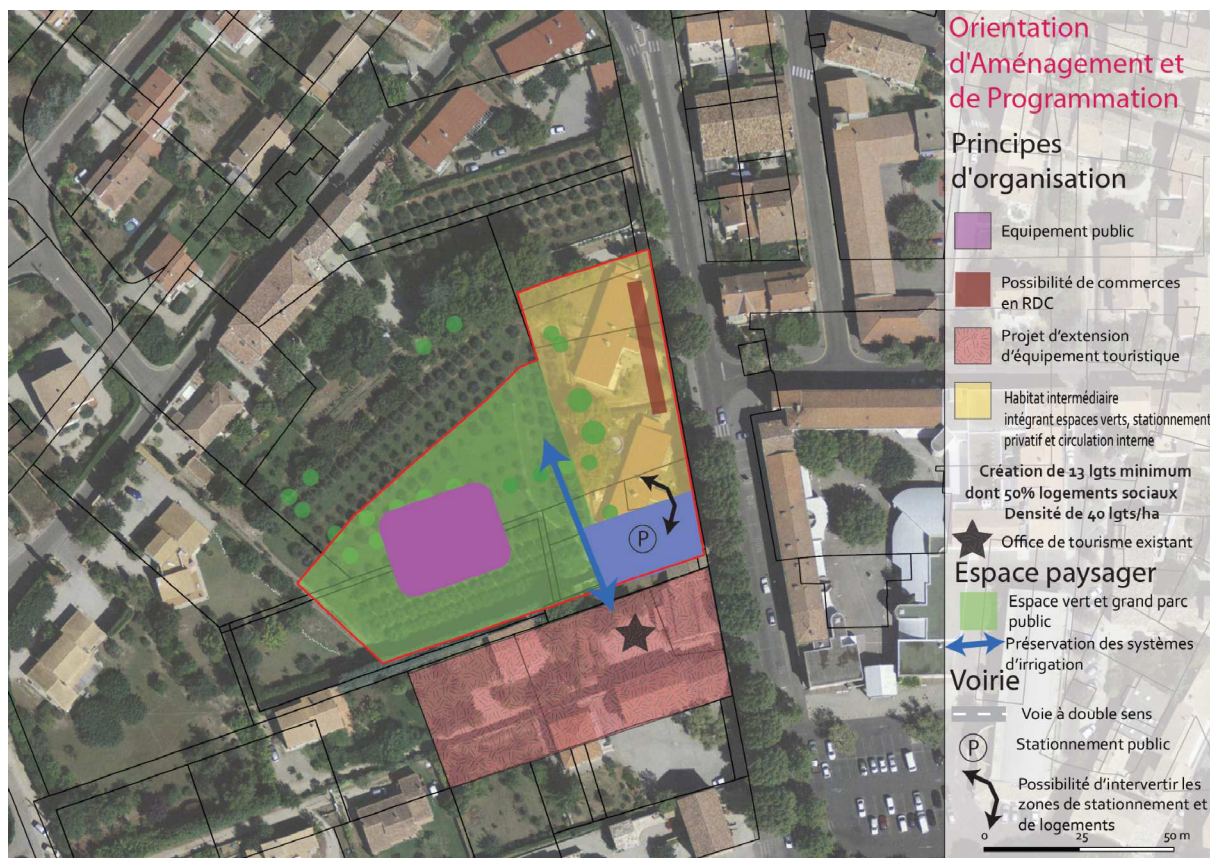 Orientation
d'Aménagement et
de Programmation
Principes
d'organisation
Equipement public
Possibilité de commerces
en RDC
Projet d'extension
d'équipement touristique
Habitat intermédiaire
intégrant espaces verts, stationnement
privatif et circulation interne
Création de 13 lgts minimum
dont 50% logements sociaux
Densité de 40 lgts/ha
Office de tourisme existant
Espace paysager
Espace vert et grand parc
public
Préservation des systèmes
d'irrigation
Voirie
Voie à double sens
P
Stationnement public
Possibilité d'intervertir les
zones de stationnement et
de logements
0 25 50 m
P